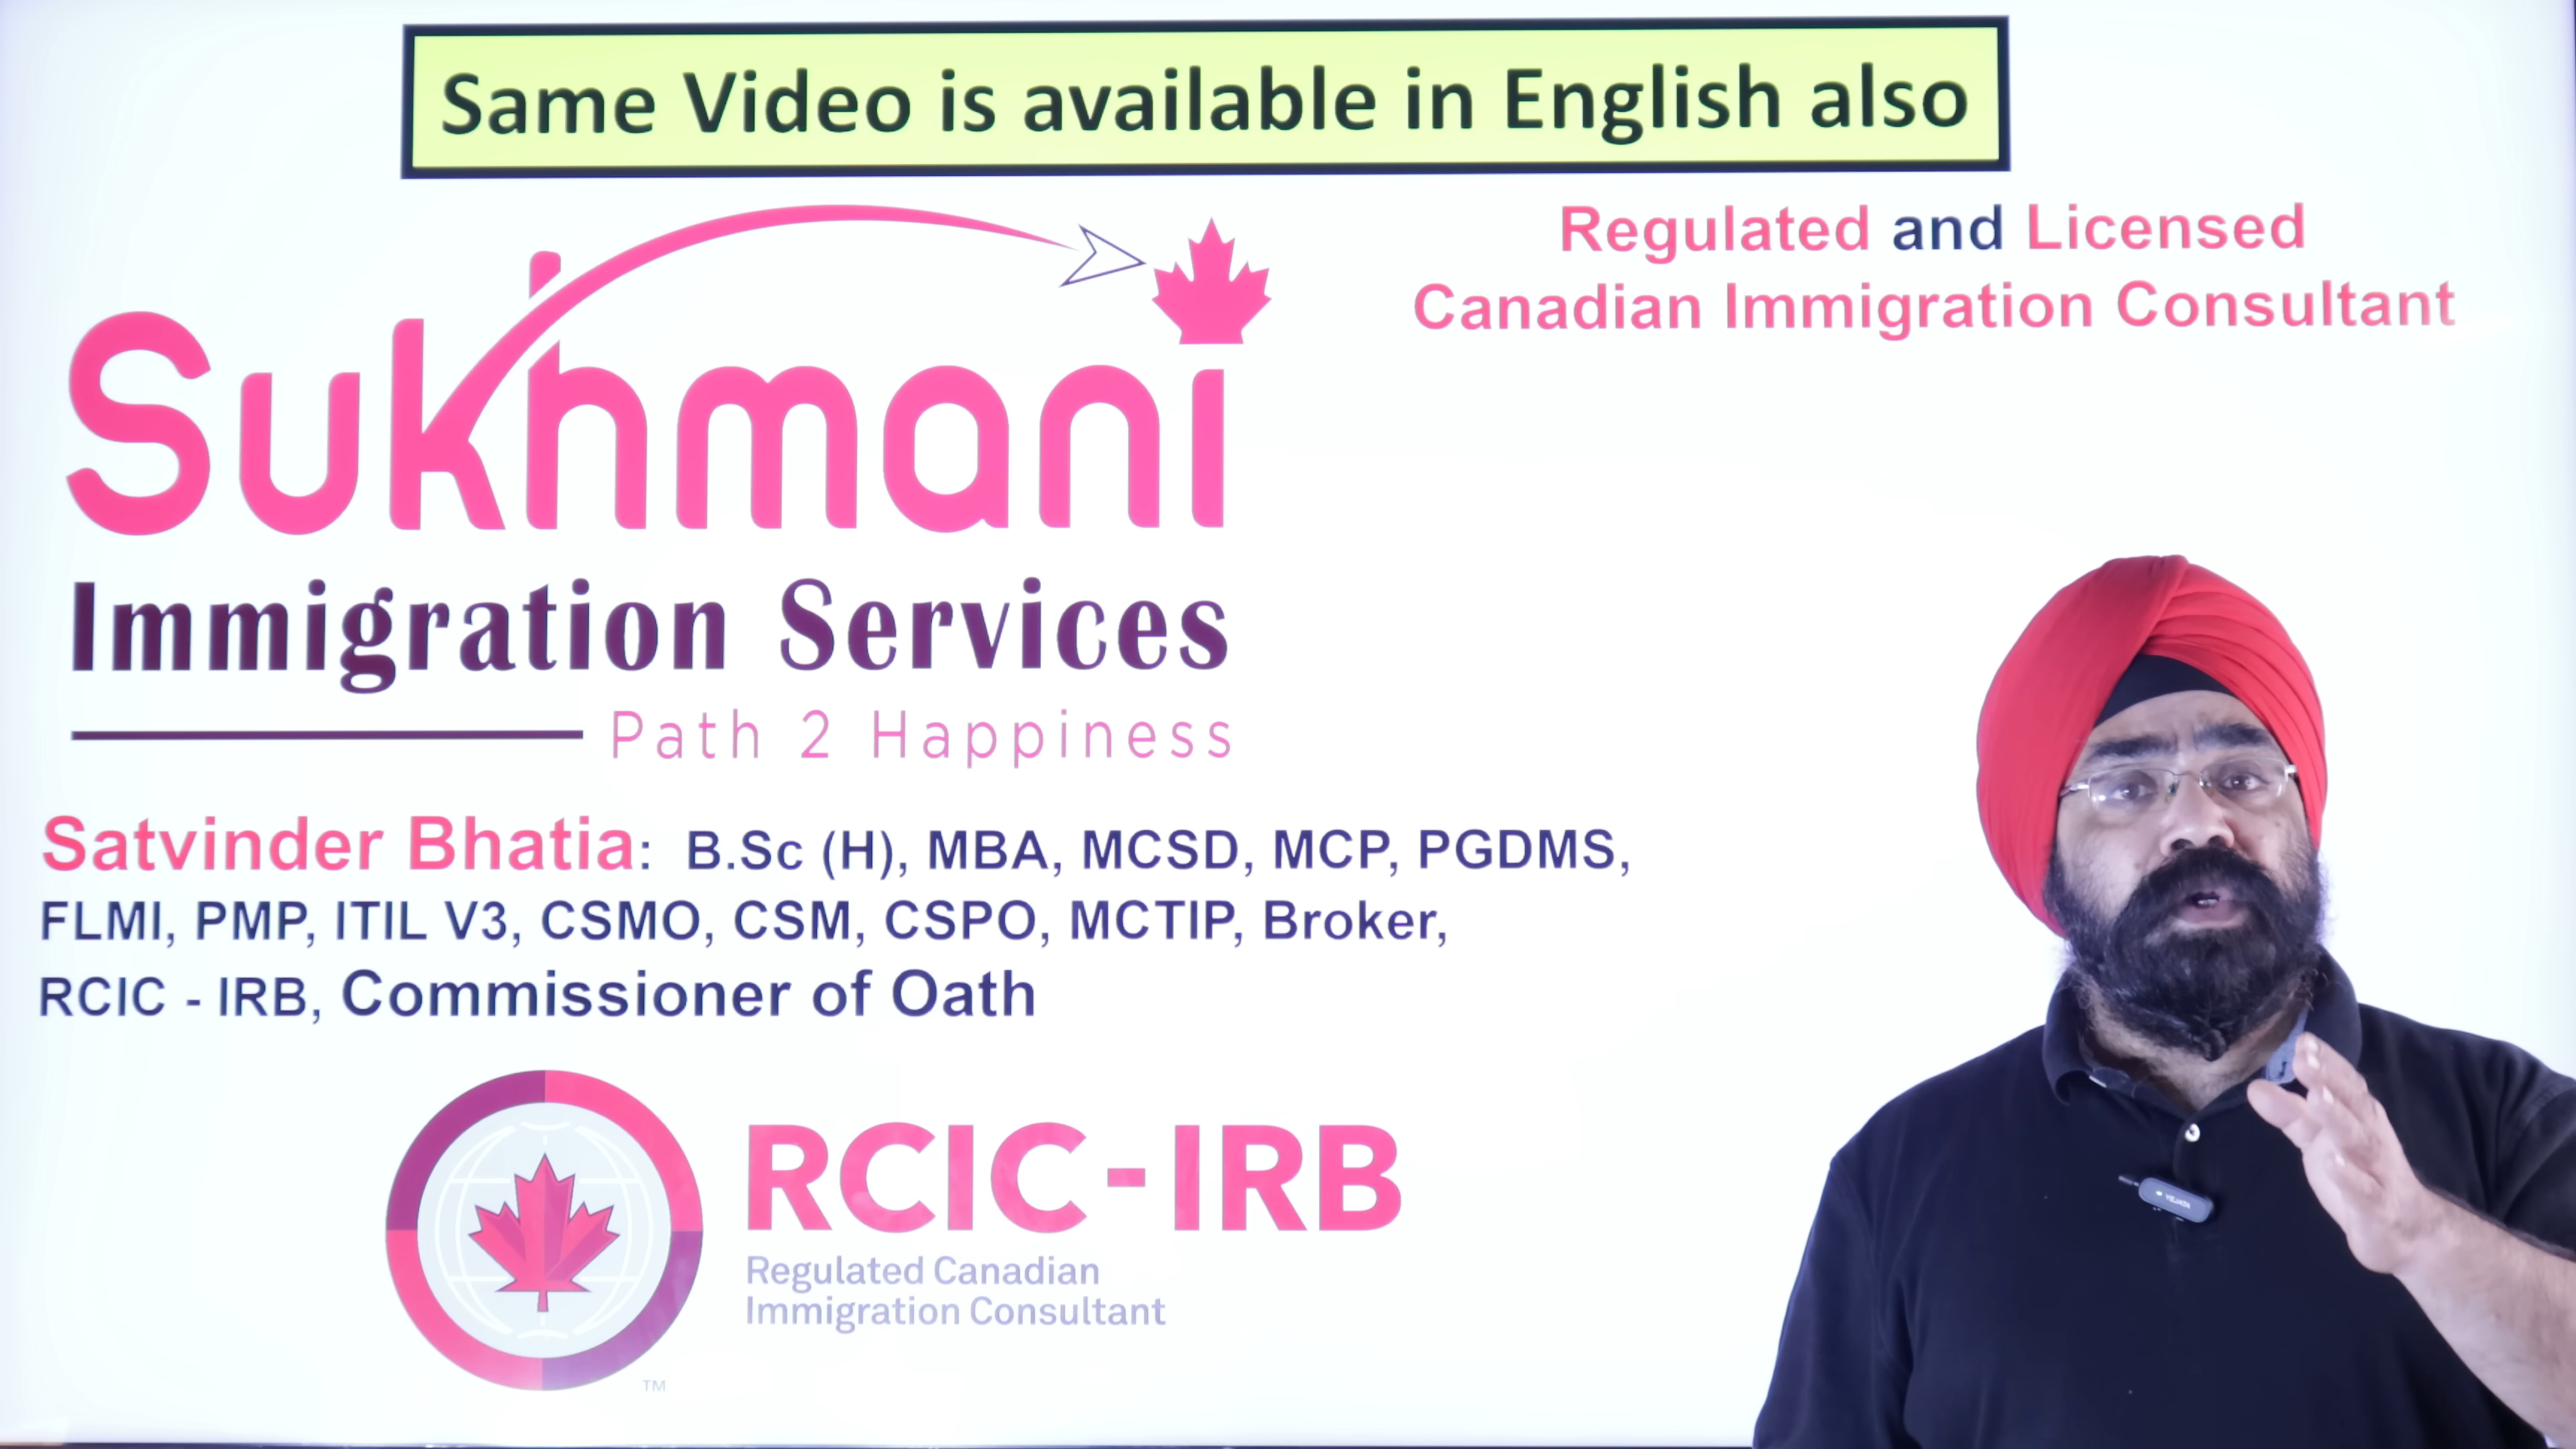 Same Video is available in English also
Regulated and Licensed
Canadian Immigration Consultant
Sukhmani
Immigration Services
Path 2 Happiness
Satvinder Bhatia: B.Sc (H), MBA, MCSD, MCP, PGDMS,
FLMI, PMP, ITIL V3, CSMO, CSM, CSPO, MCTIP, Broker,
RCIC - IRB, Commissioner of Oath
RCIC-IRB
Regulated Canadian
Immigration Consultant
TM